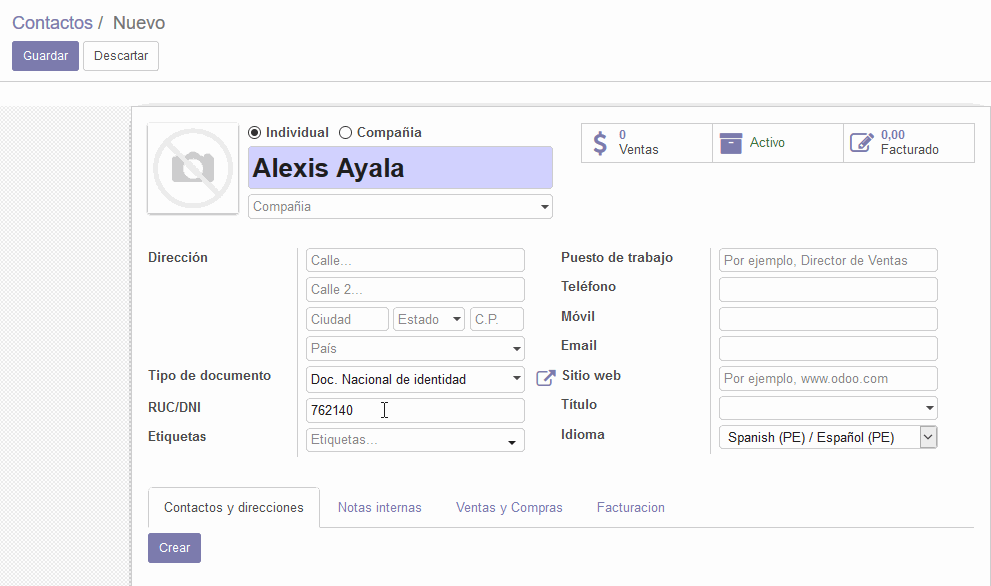 Contactos / Nuevo
Guardar Descartar
Individual Compañia
Alexis Ayala
Compañia
0
Ventas
Activo
0,00
Facturado
Dirección
Calle...
Calle 2...
Ciudad Estado C.P.
País
Tipo de documento Doc. Nacional de identidad
RUC/DNI 762140
Etiquetas Etiquetas...
Puesto de trabajo Por ejemplo, Director de Ventas
Teléfono
Móvil
Email
Sitio web Por ejemplo, www.odoo.com
Título
Idioma Spanish (PE) / Español (PE)
Contactos y direcciones Notas internas Ventas y Compras Facturacion
Crear